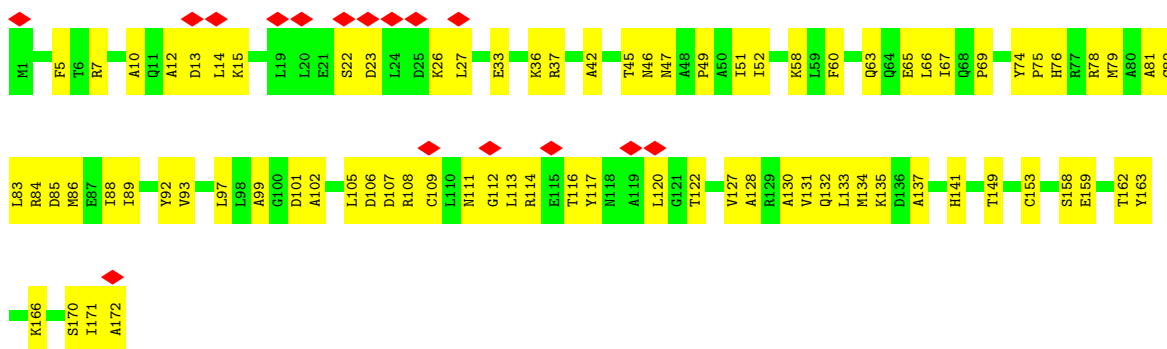 M1 F5 T6 R7 A10 Q11 A12 D13 L14 K15 L19 L20 E21 S22 D23 L24 D25 K26 L27 E33 K36 R37 A42 T45 N46 N47 A48 P49 A50 I51 I52 K58 L59 F60 Q63 Q64 E65 L66 I67 Q68 P69 Y74 P75 H76 R77 R78 M79 A80 A81
L83 R84 D85 M86 E87 I88 I89 Y92 V93 L97 L98 A99 G100 D101 A102 L105 D106 D107 R108 C109 L110 N111 G112 L113 R114 E115 T116 Y117 N118 A119 L120 G121 T122 V127 A128 R129 A130 V131 Q132 L133 M134 K135 D136 A137 H141 T149 C153 S158 E159 T162 Y163
K166 S170 I171 A172